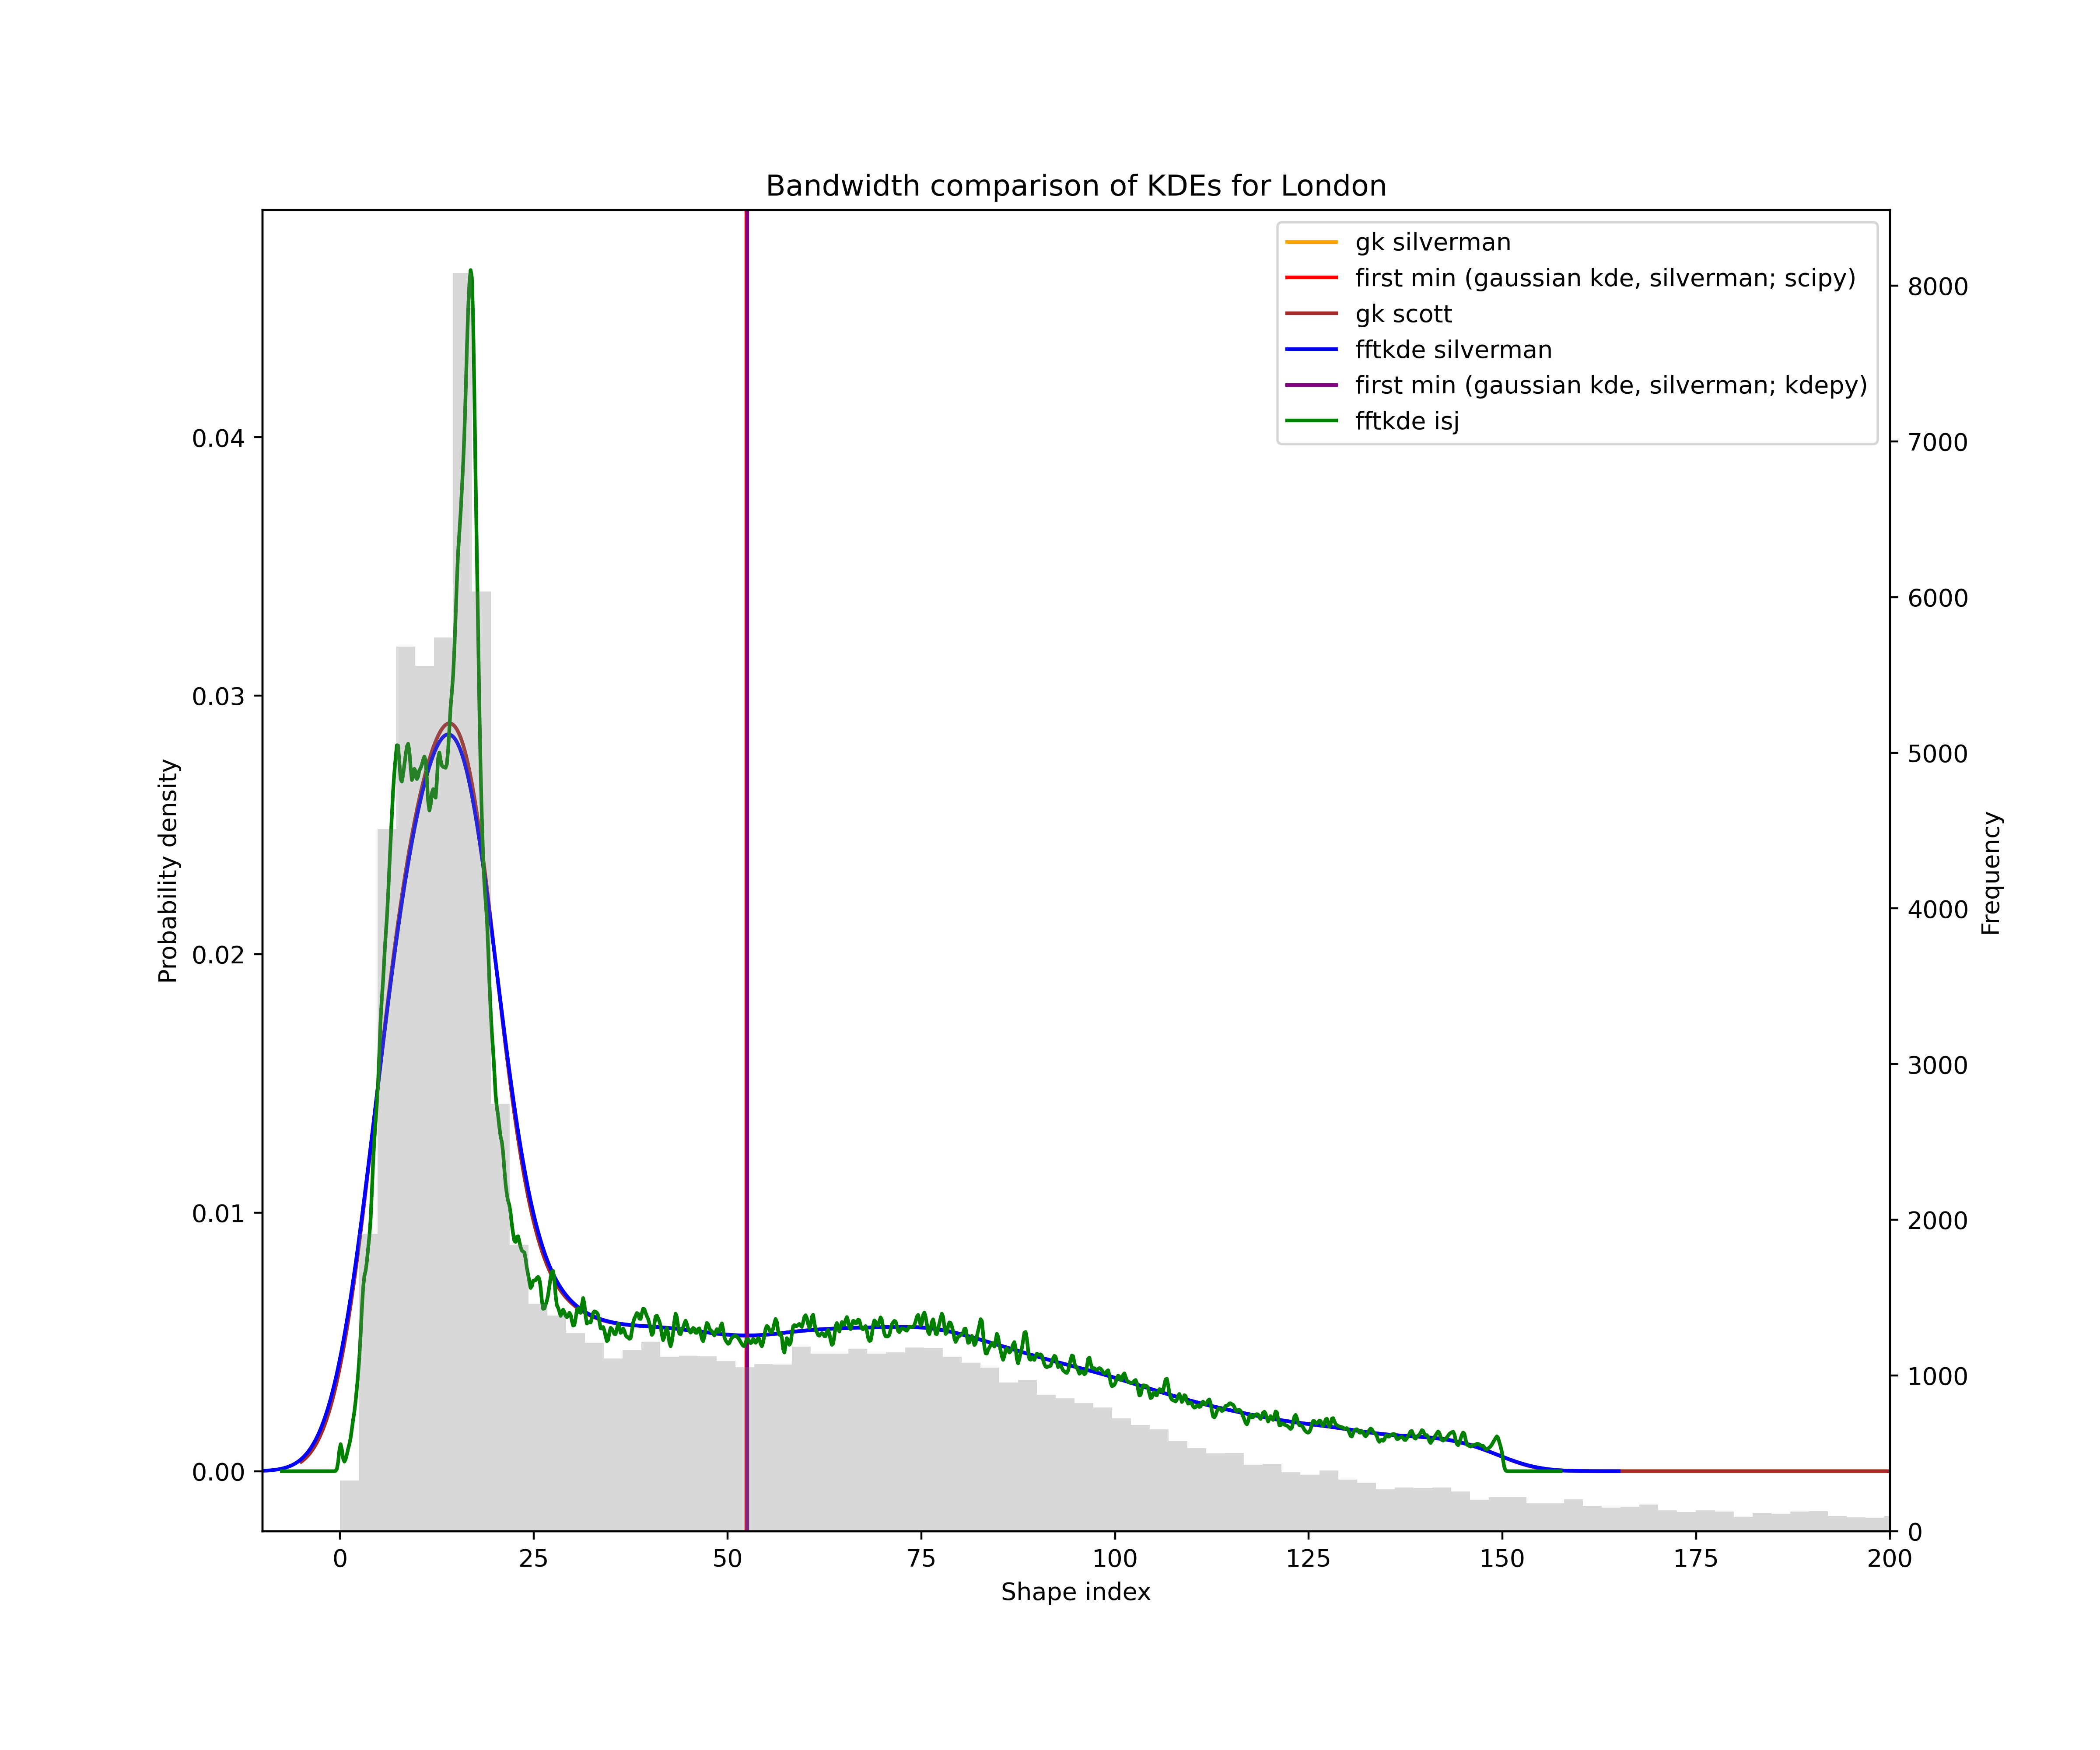 Bandwidth comparison of KDEs for London
gk silverman
first min (gaussian kde, silverman; scipy)
gk scott
fftkde silverman
first min (gaussian kde, silverman; kdepy)
fftkde isj
0.04
0.03
0.02
0.01
0.00
Probability density
8000
7000
6000
5000
4000
3000
2000
1000
0
Frequency
0 25 50 75 100 125 150 175 200
Shape index